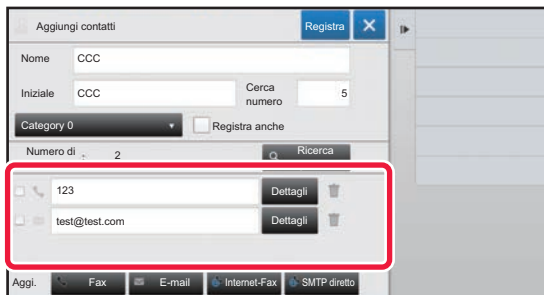 Aggiungi contatti Registra
Nome CCC
Iniziale CCC Cerca numero 5
Category 0 Registra anche
Numero di : 2 Ricerca
123 Dettagli
test@test.com Dettagli
Aggi. Fax E-mail Internet-Fax SMTP diretto